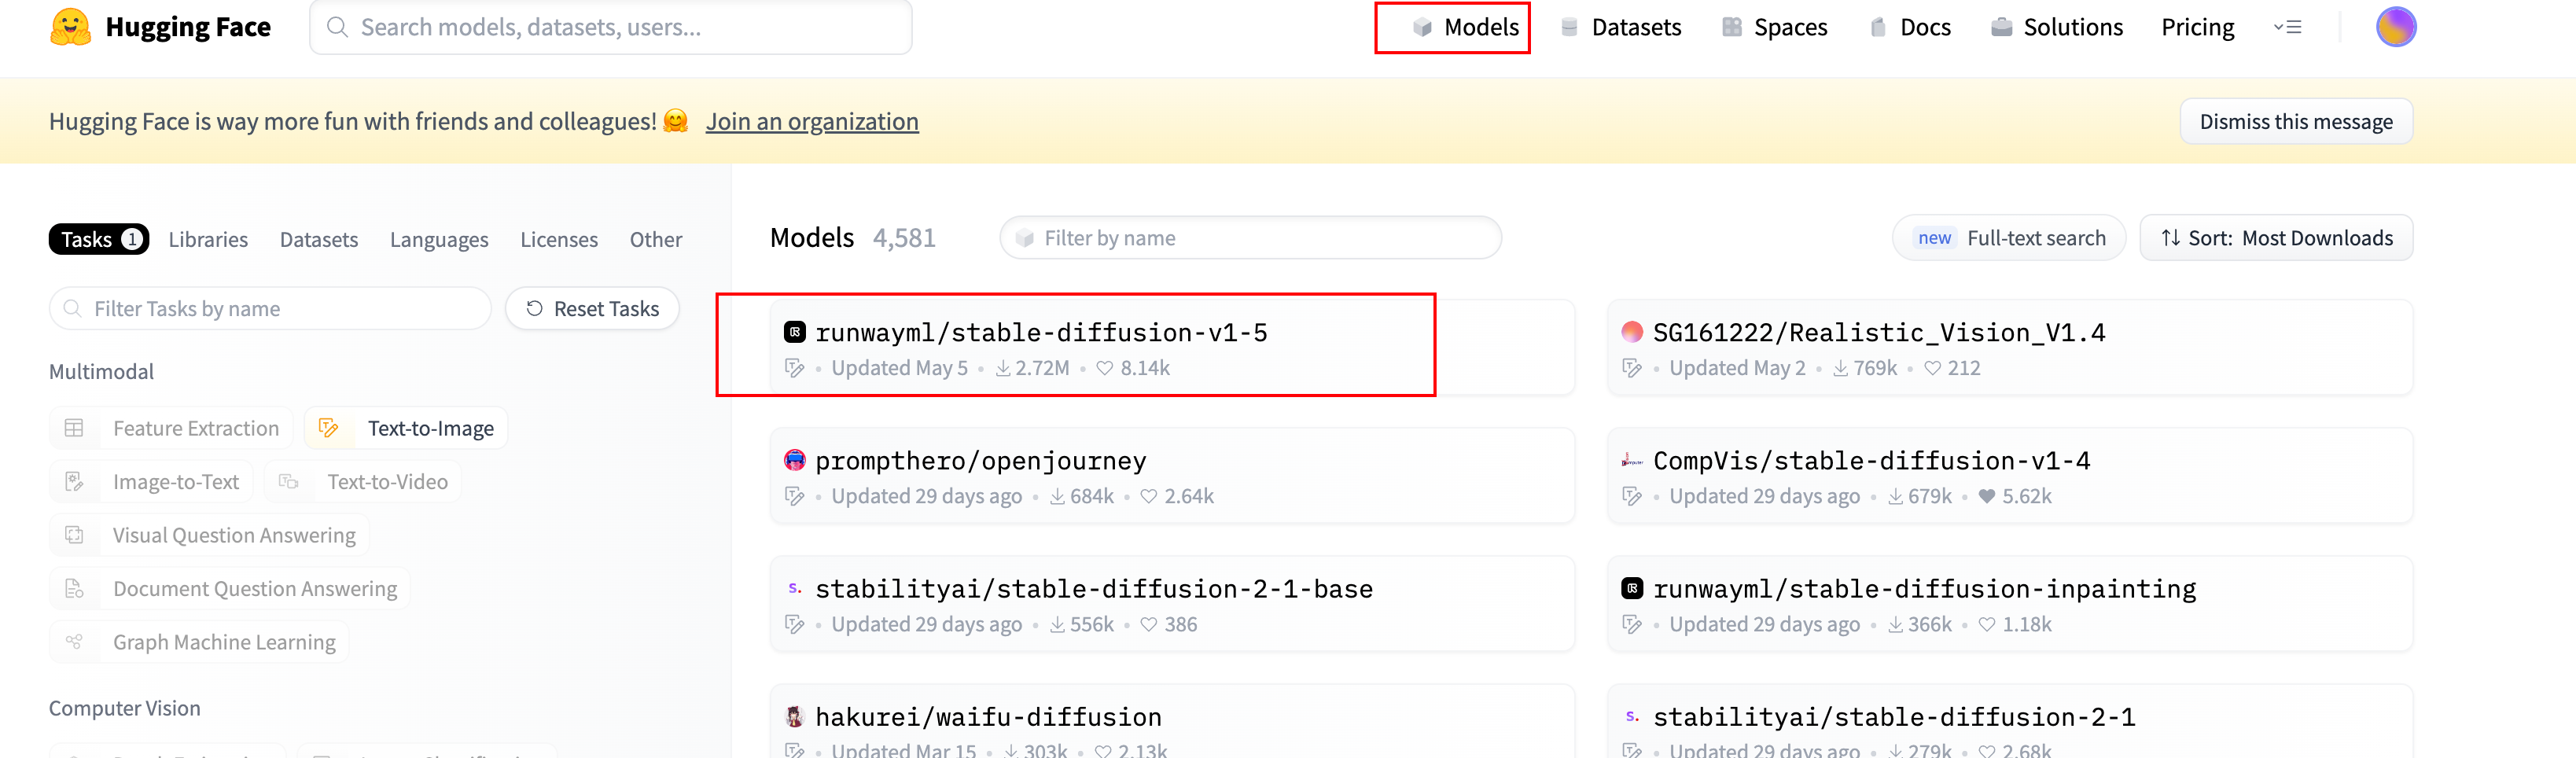 Hugging Face
Search models, datasets, users...
Models
Datasets
Spaces
Docs
Solutions
Pricing
Hugging Face is way more fun with friends and colleagues! 🤗 Join an organization
Dismiss this message
Tasks 1
Libraries
Datasets
Languages
Licenses
Other
Filter Tasks by name
Reset Tasks
Multimodal
Feature Extraction
Text-to-Image
Image-to-Text
Text-to-Video
Visual Question Answering
Document Question Answering
Graph Machine Learning
Computer Vision
Models 4,581
Filter by name
new Full-text search
Sort: Most Downloads
runwayml/stable-diffusion-v1-5
Updated May 5 • 2.72M • 8.14k
SG161222/Realistic_Vision_V1.4
Updated May 2 • 769k • 212
prompthero/openjourney
Updated 29 days ago • 684k • 2.64k
CompVis/stable-diffusion-v1-4
Updated 29 days ago • 679k • 5.62k
stabilityai/stable-diffusion-2-1-base
Updated 29 days ago • 556k • 386
runwayml/stable-diffusion-inpainting
Updated 29 days ago • 366k • 1.18k
hakurei/waifu-diffusion
Updated Mar 15 • 303k • 2.13k
stabilityai/stable-diffusion-2-1
Updated 29 days ago • 279k • 2.68k